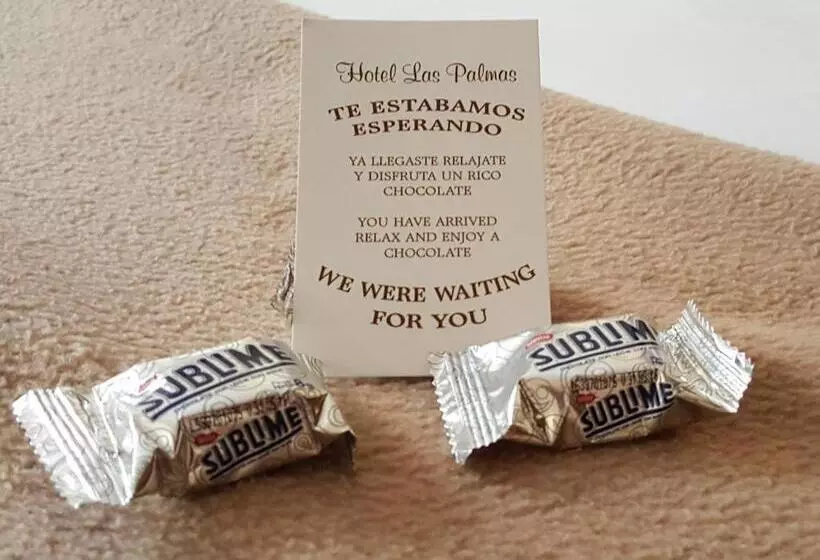 Hotel Las Palmas
TE ESTABAMOS
ESPERANDO
YA LLEGASTE RELAJATE
Y DISFRUTA UN RICO
CHOCOLATE
YOU HAVE ARRIVED
RELAX AND ENJOY A
CHOCOLATE
WE WERE WAITING
FOR YOU
SUBLIME
SUBLIME
SUBLIM
SUBLIME